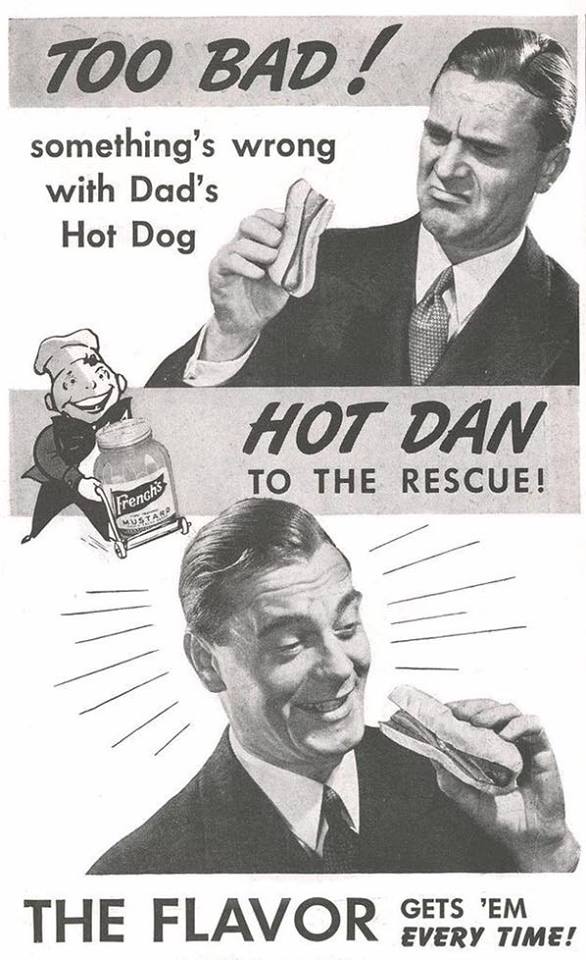 TOO BAD!
something's wrong
with Dad's
Hot Dog
HOT DAN
TO THE RESCUE!
French's
MUSTARD
THE FLAVOR GETS 'EM
EVERY TIME!